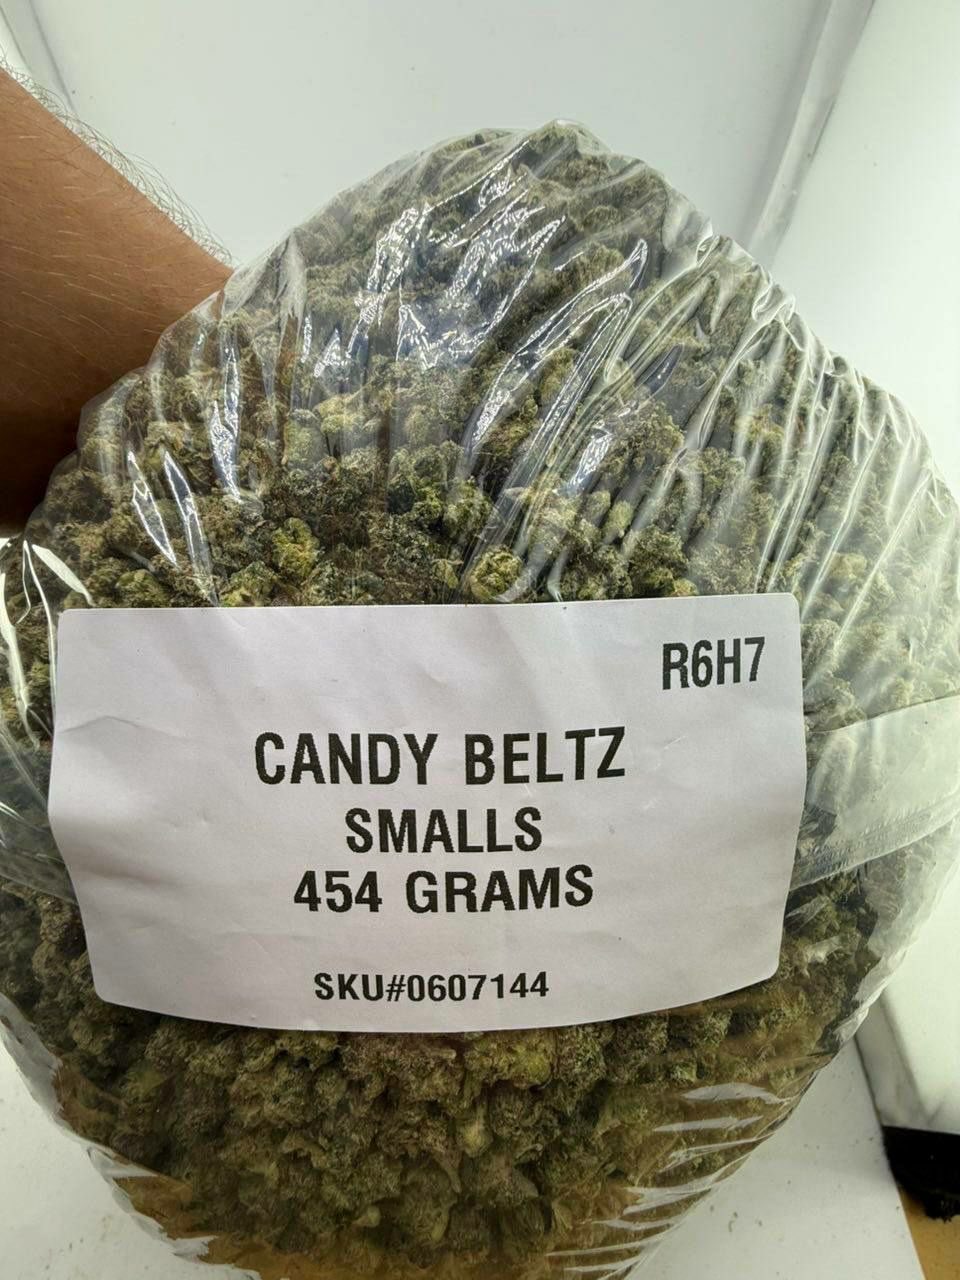 R6H7
CANDY BELTZ
SMALLS
454 GRAMS
SKU#0607144